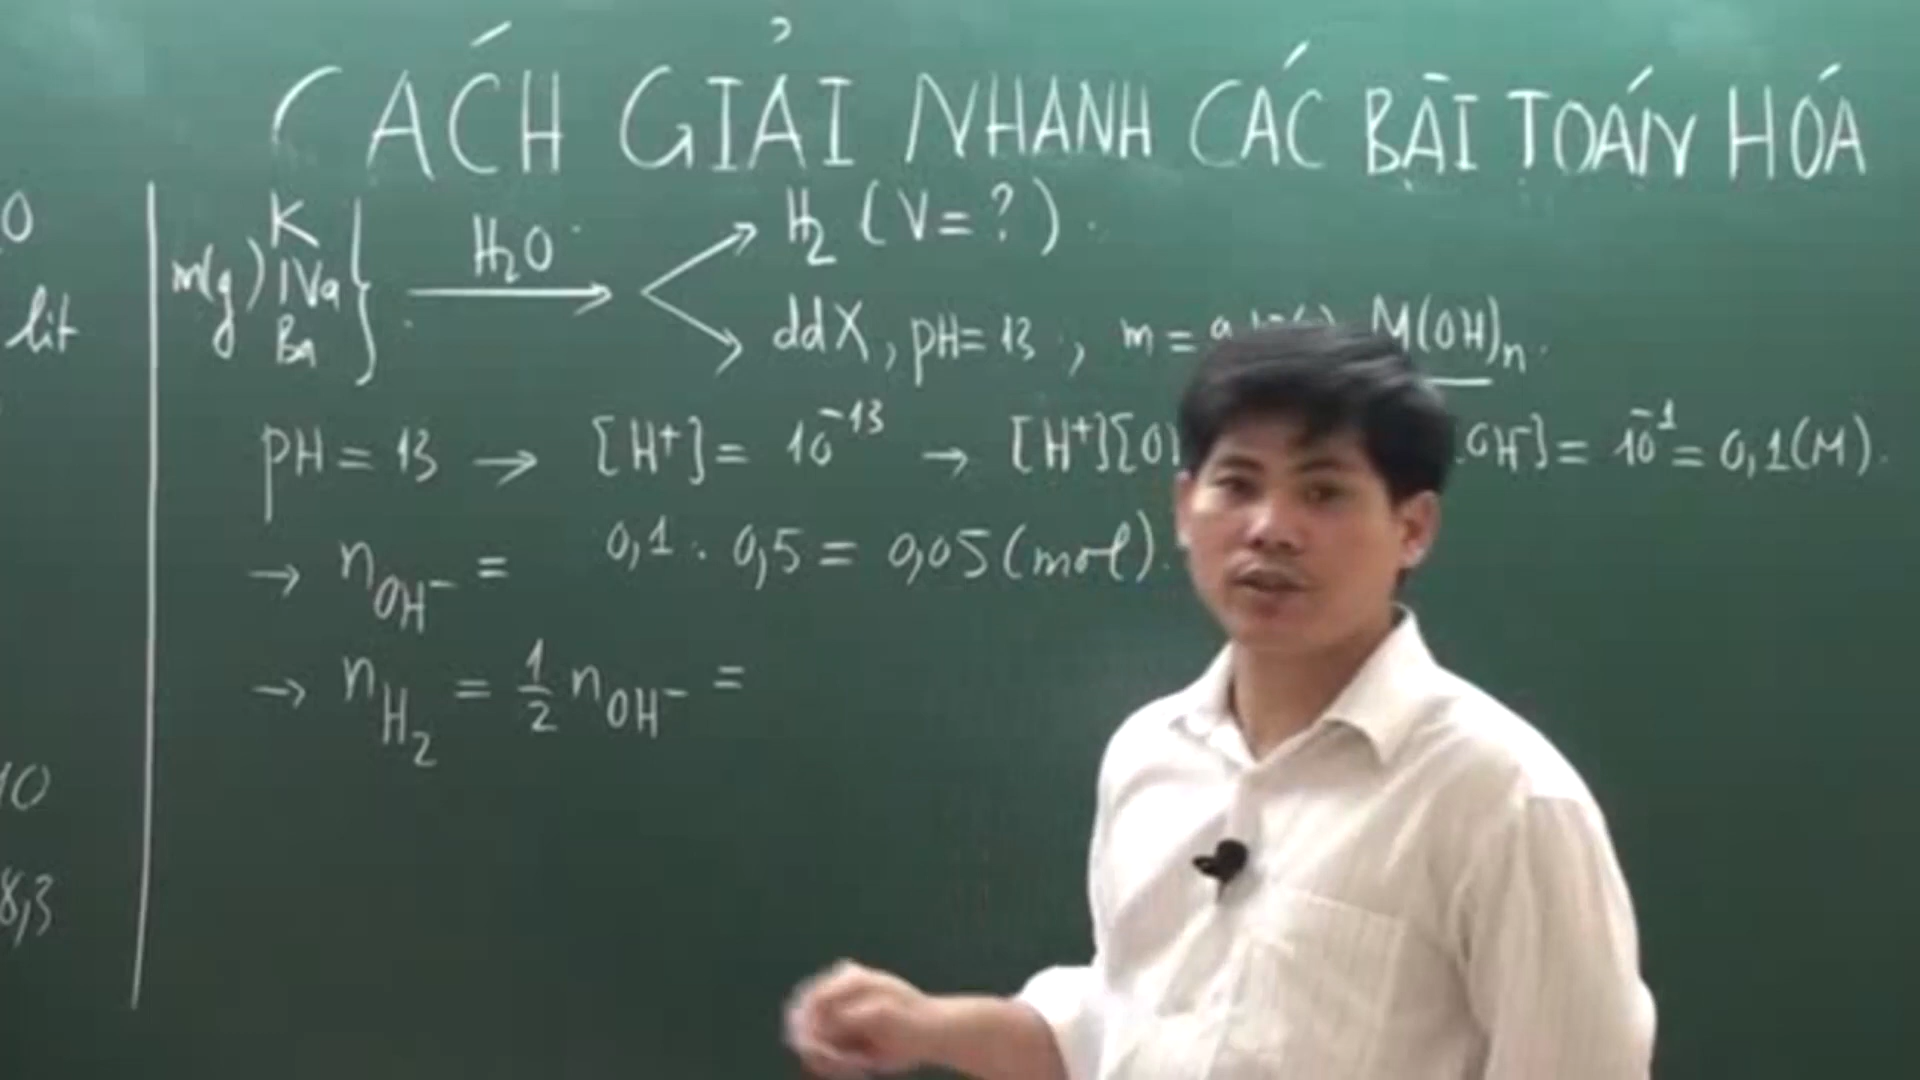 CÁCH GIẢI NHANH CÁC BÀI TOÁN HÓA
O
lit
10
8,3
m(g) K Na Ba } H₂O → H₂ (V = ?).
ddX, pH = 13, m = M(OH)n.
pH = 13 → [H⁺] = 10⁻¹³ → [H⁺][O OH⁻] = 10⁻¹ = 0,1(M).
→ nOH⁻ = 0,1 . 0,5 = 0,05 (mol).
→ nH₂ = 1/2 nOH⁻ =